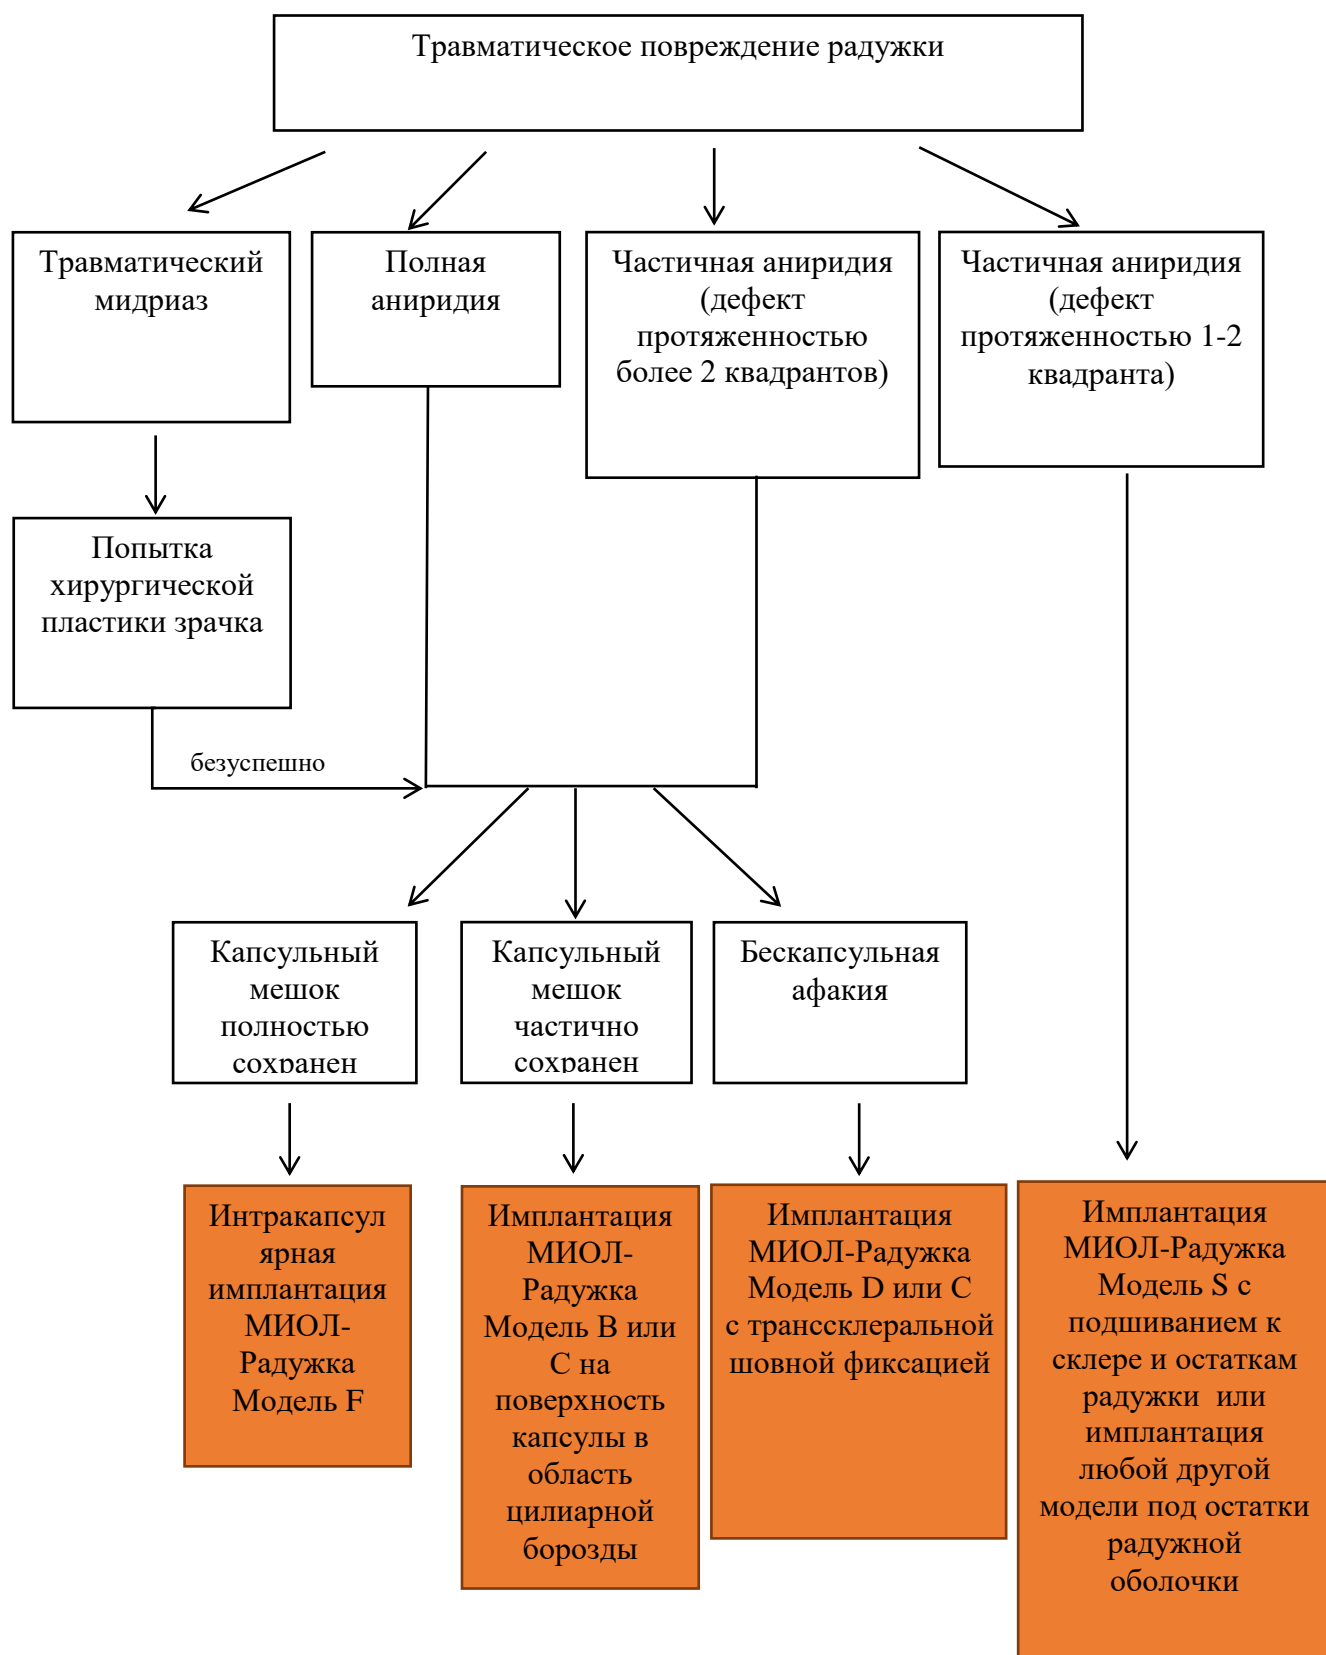 Травматическое повреждение радужки
Травматический
мидриаз
Полная
аниридия
Частичная аниридия
(дефект
протяженностью
более 2 квадрантов)
Частичная аниридия
(дефект
протяженностью 1-2
квадранта)
Попытка
хирургической
пластики зрачка
безуспешно
Капсульный
мешок
полностью
сохранен
Капсульный
мешок
частично
сохранен
Бескапсульная
афакия
Интракапсул
ярная
имплантация
МИОЛ-
Радужка
Модель F
Имплантация
МИОЛ-
Радужка
Модель B или
С на
поверхность
капсулы в
область
цилиарной
борозды
Имплантация
МИОЛ-Радужка
Модель D или С
с транссклеральной
шовной фиксацией
Имплантация
МИОЛ-Радужка
Модель S с
подшиванием к
склере и остаткам
радужки или
имплантация
любой другой
модели под остатки
радужной
оболочки